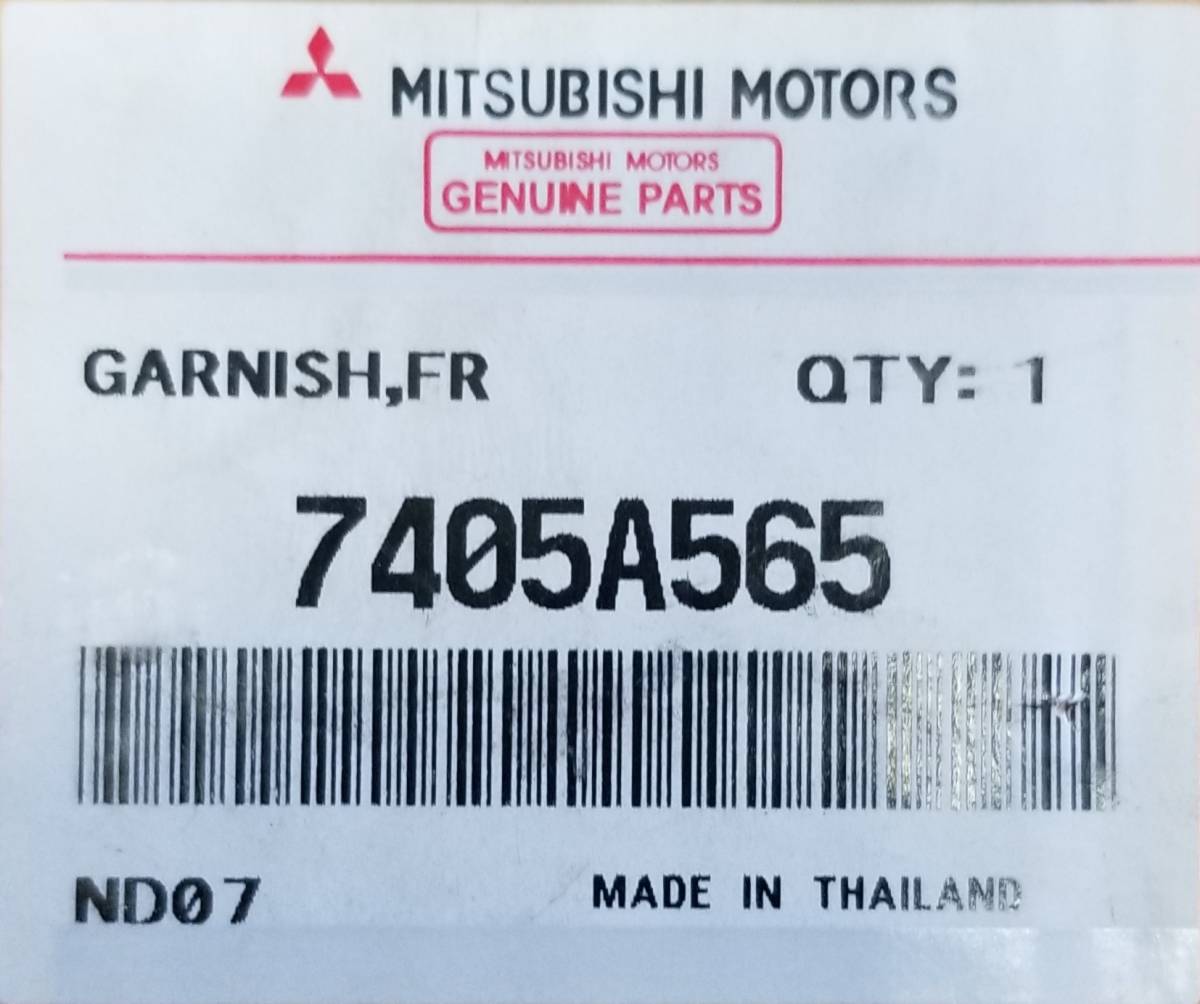 MITSUBISHI MOTORS
MITSUBISHI MOTORS
GENUINE PARTS
GARNISH,FR QTY: 1
7405A565
ND07 MADE IN THAILAND